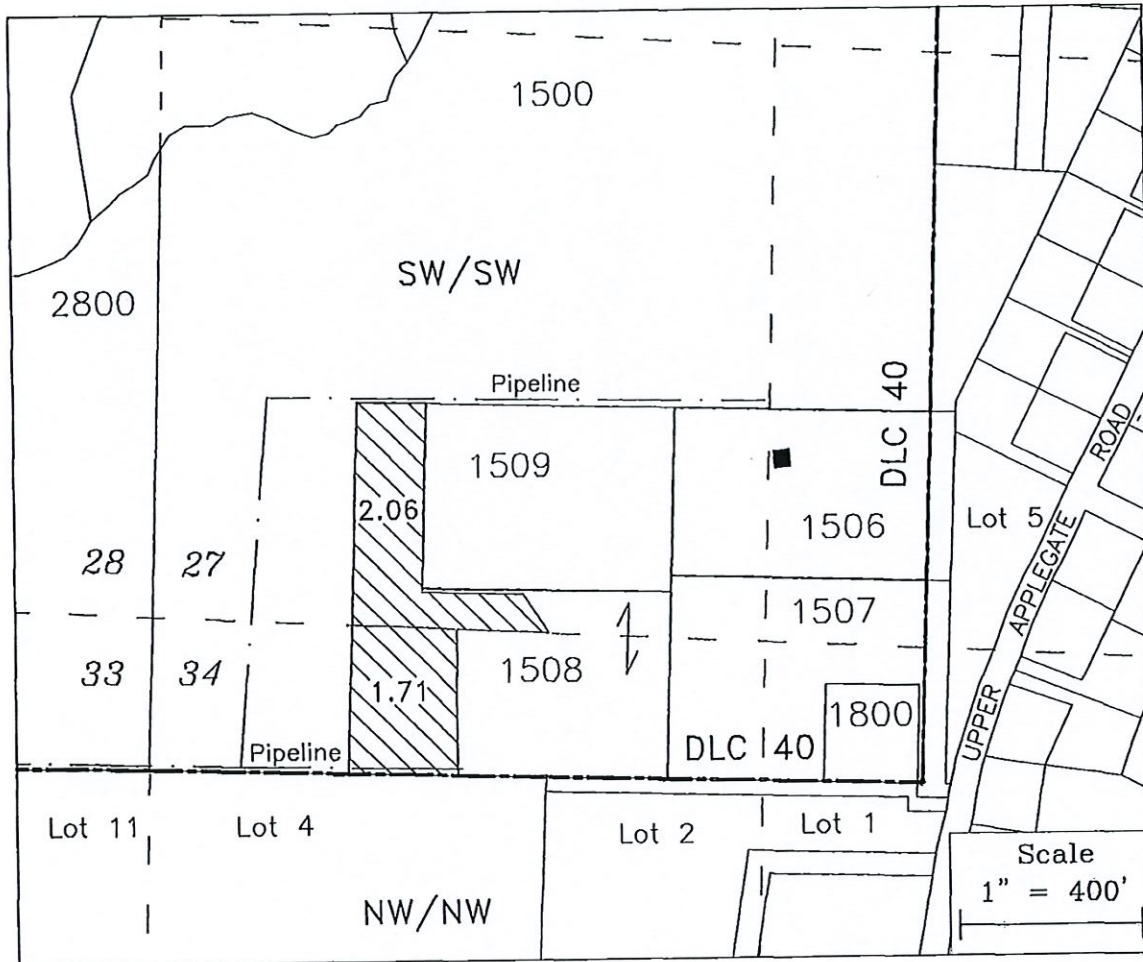 1500
SW/SW
2800
Pipeline
DLC 40
1509
2.06
1506
Lot 5
28 27
1507
UPPER APPLEGATE ROAD
33 34
1508
1.71
1800
Pipeline
DLC 40
Lot 11
Lot 4
Lot 2
Lot 1
Scale
1" = 400'
NW/NW